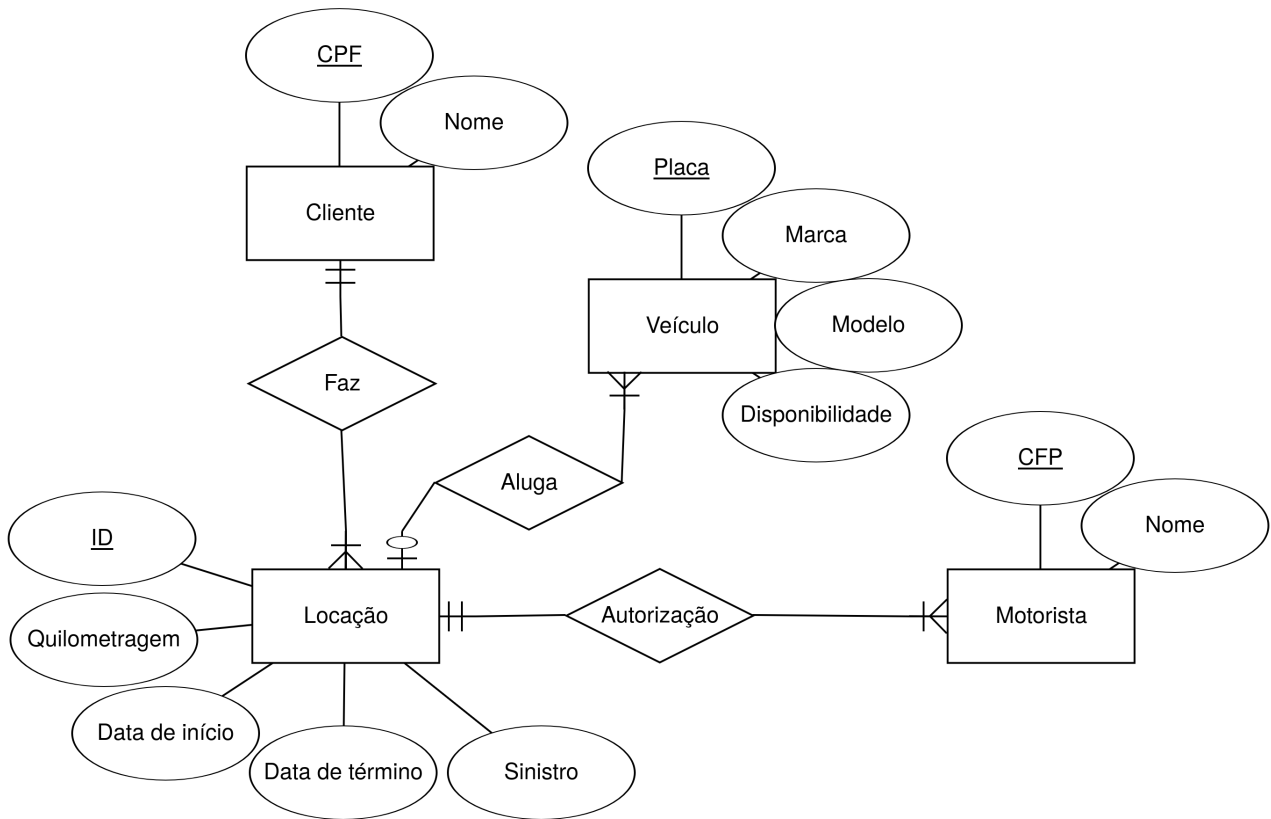 CPF
Nome
Cliente
Placa
Marca
Veículo
Modelo
Disponibilidade
Faz
Aluga
CFP
Nome
ID
Locação
Autorização
Motorista
Quilometragem
Data de início
Data de término
Sinistro